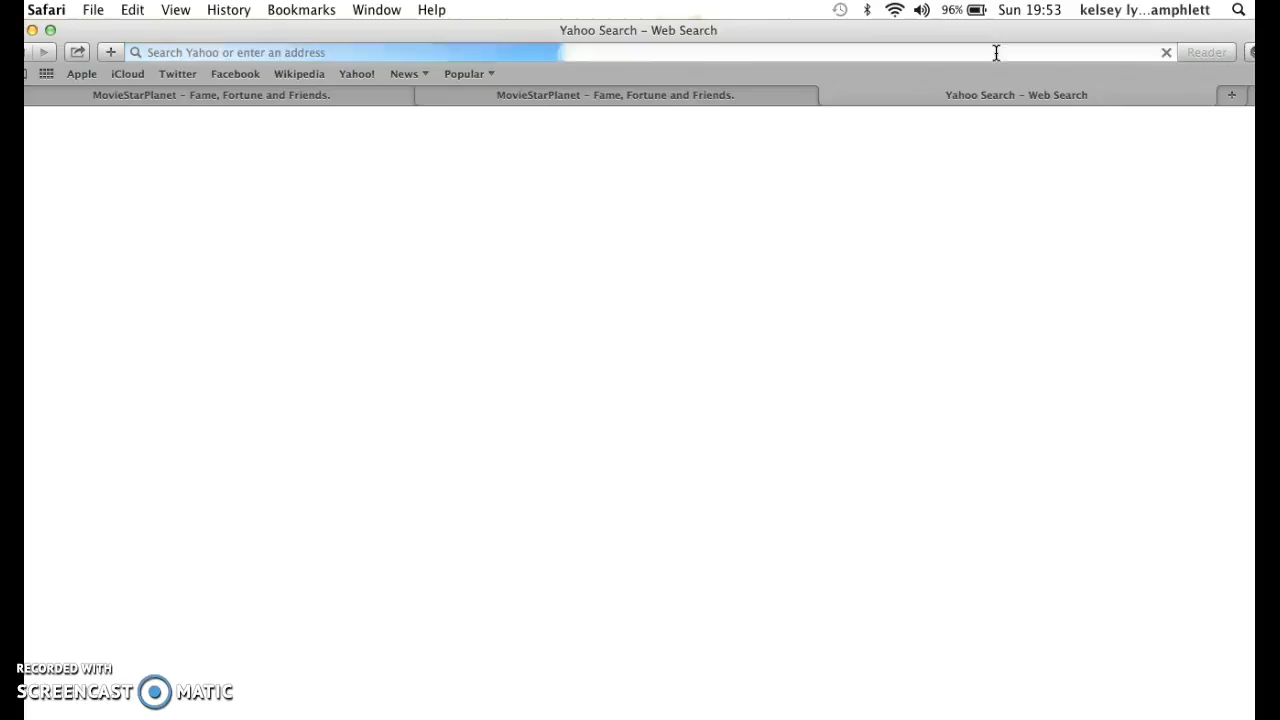 Safari File Edit View History Bookmarks Window Help 96% Sun 19:53 kelsey ly...amphlett
Yahoo Search – Web Search
Search Yahoo or enter an address Reader
Apple iCloud Twitter Facebook Wikipedia Yahoo! News Popular
MovieStarPlanet – Fame, Fortune and Friends. MovieStarPlanet – Fame, Fortune and Friends. Yahoo Search – Web Search
RECORDED WITH
SCREENCAST MATIC